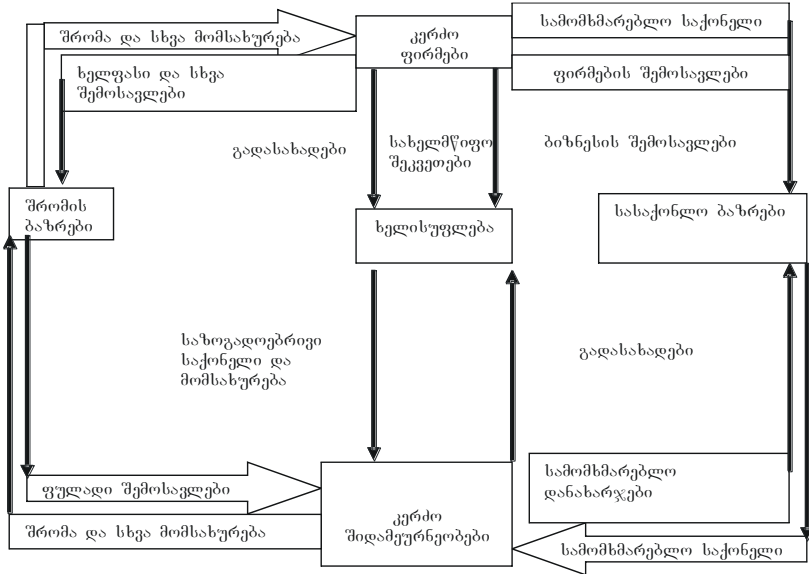 შრომა და სხვა მომსახურება
კერძო
ფირმები
სამომხმარებლო საქონელი
ხელფასი და სხვა
შემოსავლები
ფირმების შემოსავლები
გადასახადები
სახელმწიფო
შეკვეთები
ბიზნესის შემოსავლები
შრომის
ბაზრები
ხელისუფლება
სასაქონლო ბაზრები
საზოგადოებრივი
საქონელი და
მომსახურება
გადასახადები
ფულადი შემოსავლები
შრომა და სხვა მომსახურება
კერძო
შიდამეურნეობები
სამომხმარებლო
დანახარჯები
სამომხმარებლო საქონელი